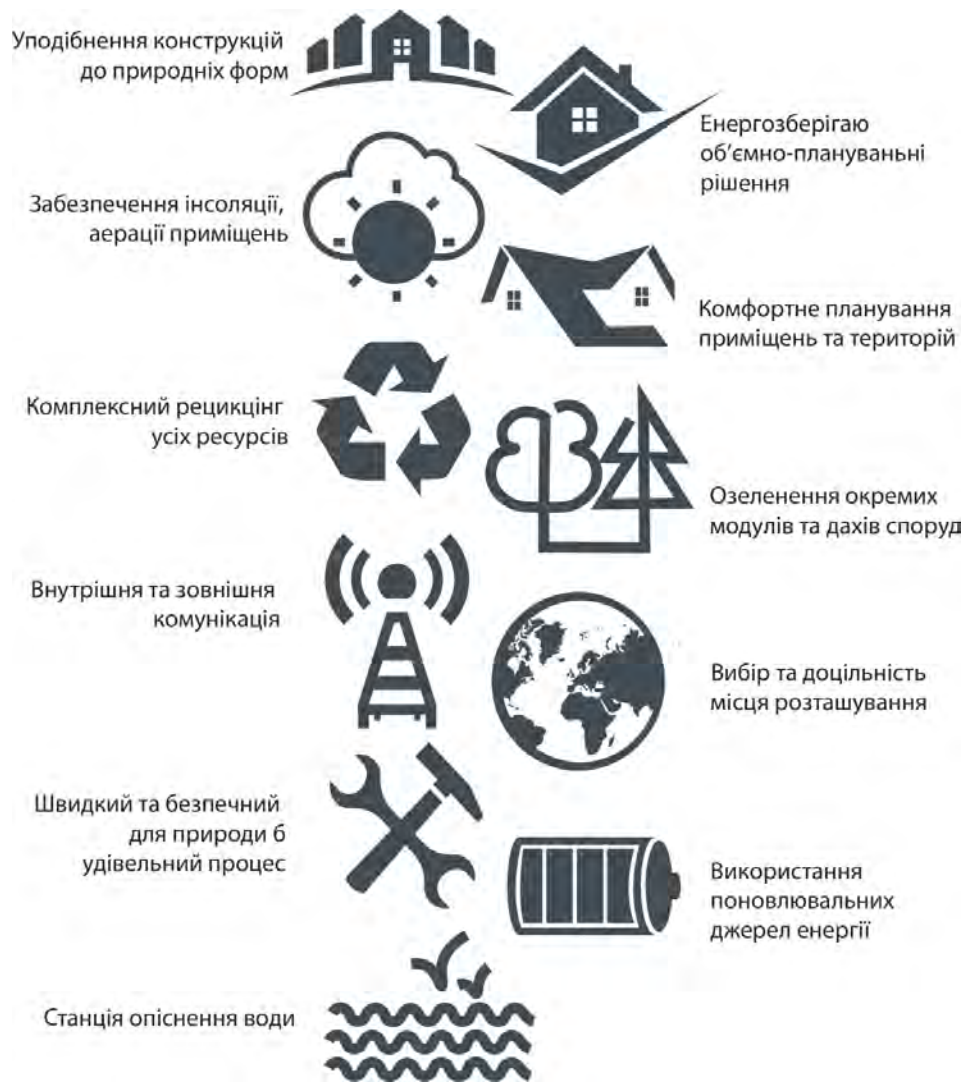 Уподібнення конструкцій
до природніх форм
Енергозберігаю
об’ємно-плануваньні
рішення
Забезпечення інсоляції,
аерації приміщень
Комфортне планування
приміщень та територій
Комплексний рецикцінг
усіх ресурсів
Озеленення окремих
модулів та дахів споруд
Внутрішня та зовнішня
комунікація
Вибір та доцільність
місця розташування
Швидкий та безпечний
для природи б
удівельний процес
Використання
поновлювальних
джерел енергії
Станція опіснення води